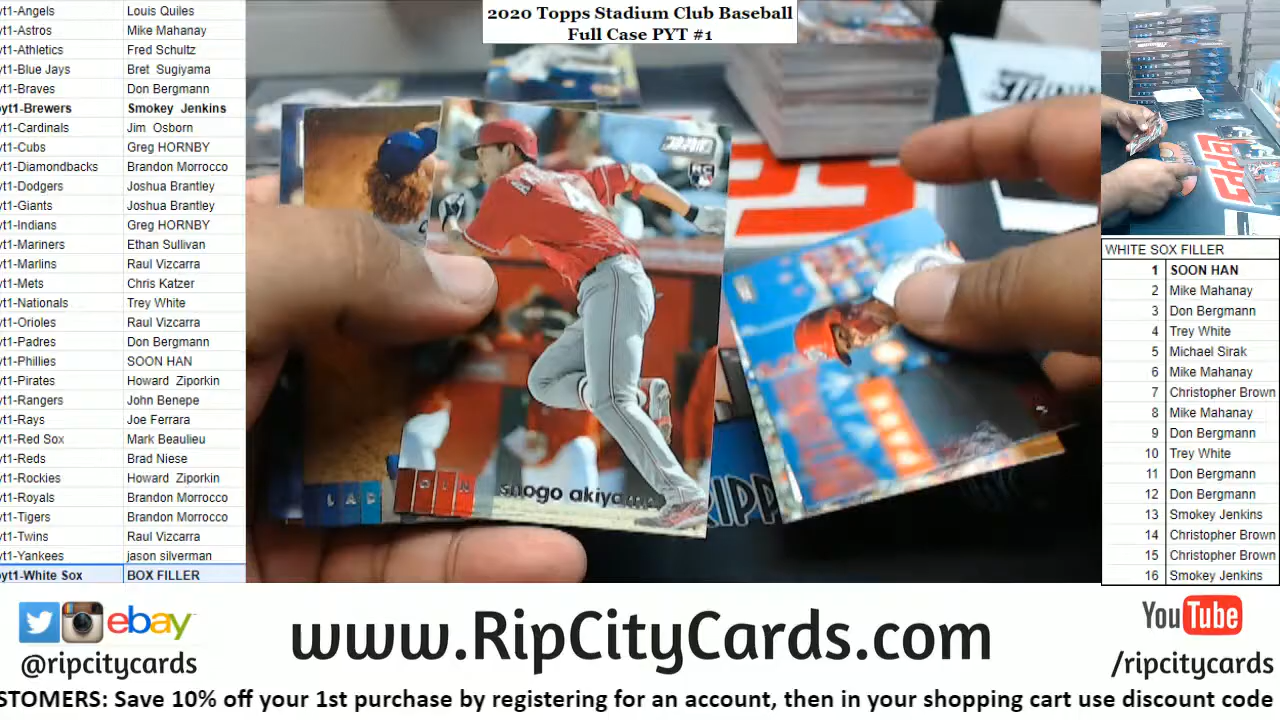 2020 Topps Stadium Club Baseball
Full Case PYT #1
yt1-Angels Louis Quiles
yt1-Astros Mike Mahanay
yt1-Athletics Fred Schultz
yt1-Blue Jays Bret Sugiyama
yt1-Braves Don Bergmann
yt1-Brewers Smokey Jenkins
yt1-Cardinals Jim Osborn
yt1-Cubs Greg HORNBY
yt1-Diamondbacks Brandon Morrocco
yt1-Dodgers Joshua Brantley
yt1-Giants Joshua Brantley
yt1-Indians Greg HORNBY
yt1-Mariners Ethan Sullivan
yt1-Marlins Raul Vizcarra
yt1-Mets Chris Katzer
yt1-Nationals Trey White
yt1-Orioles Raul Vizcarra
yt1-Padres Don Bergmann
yt1-Phillies SOON HAN
yt1-Pirates Howard Ziporkin
yt1-Rangers John Benepe
yt1-Rays Joe Ferrara
yt1-Red Sox Mark Beaulieu
yt1-Reds Brad Niese
yt1-Rockies Howard Ziporkin
yt1-Royals Brandon Morrocco
yt1-Tigers Brandon Morrocco
yt1-Twins Raul Vizcarra
yt1-Yankees jason silverman
yt1-White Sox BOX FILLER
RC
LAD
CIN
shogo akiyama
RIPP
TOPPS
WHITE SOX FILLER
1 SOON HAN
2 Mike Mahanay
3 Don Bergmann
4 Trey White
5 Michael Sirak
6 Mike Mahanay
7 Christopher Brown
8 Mike Mahanay
9 Don Bergmann
10 Trey White
11 Don Bergmann
12 Don Bergmann
13 Smokey Jenkins
14 Christopher Brown
15 Christopher Brown
16 Smokey Jenkins
ebay
@ripcitycards
www.RipCityCards.com
YouTube
/ripcitycards
STOMERS: Save 10% off your 1st purchase by registering for an account, then in your shopping cart use discount code